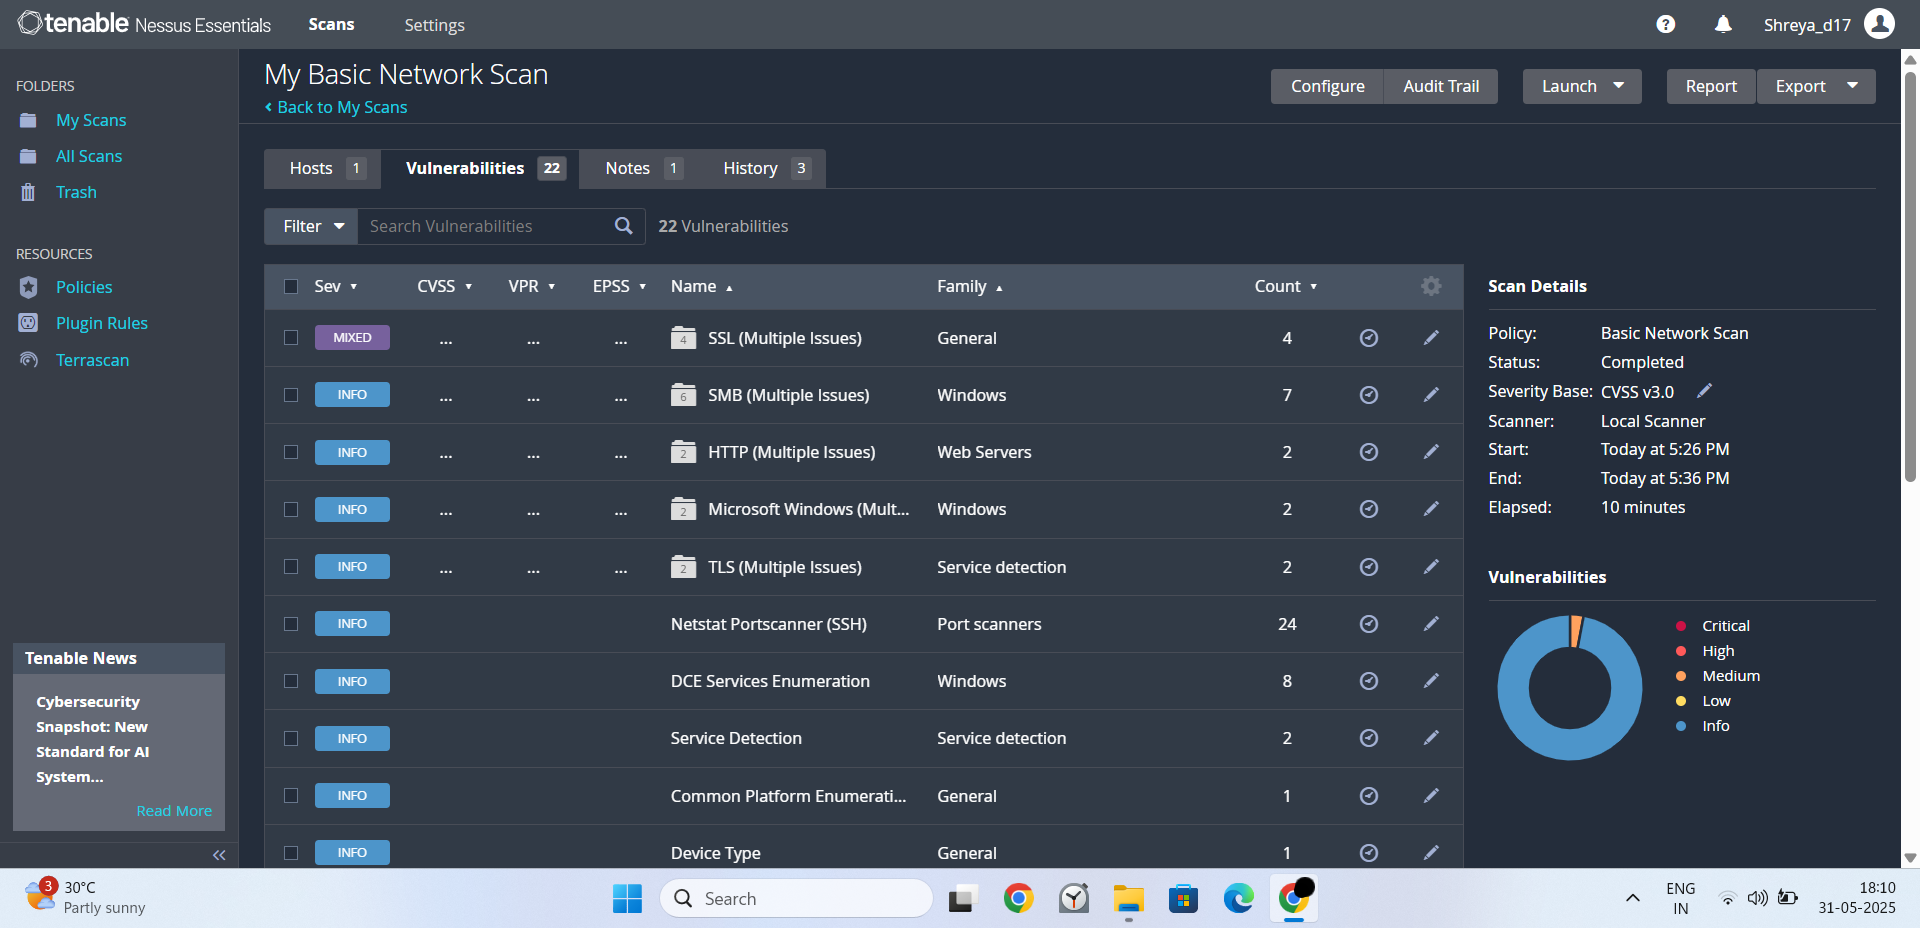 tenable Nessus Essentials
Scans
Settings
Shreya_d17
FOLDERS
My Scans
All Scans
Trash
RESOURCES
Policies
Plugin Rules
Terrascan
Tenable News
Cybersecurity
Snapshot: New
Standard for AI
System...
Read More
My Basic Network Scan
Back to My Scans
Configure
Audit Trail
Launch
Report
Export
Hosts 1
Vulnerabilities 22
Notes 1
History 3
Filter
Search Vulnerabilities
22 Vulnerabilities
Sev CVSS VPR EPSS Name Family Count
MIXED ... ... ... 4 SSL (Multiple Issues) General 4
INFO ... ... ... 6 SMB (Multiple Issues) Windows 7
INFO ... ... ... 2 HTTP (Multiple Issues) Web Servers 2
INFO ... ... ... 2 Microsoft Windows (Mult... Windows 2
INFO ... ... ... 2 TLS (Multiple Issues) Service detection 2
INFO Netstat Portscanner (SSH) Port scanners 24
INFO DCE Services Enumeration Windows 8
INFO Service Detection Service detection 2
INFO Common Platform Enumerati... General 1
INFO Device Type General 1
Scan Details
Policy: Basic Network Scan
Status: Completed
Severity Base: CVSS v3.0
Scanner: Local Scanner
Start: Today at 5:26 PM
End: Today at 5:36 PM
Elapsed: 10 minutes
Vulnerabilities
Critical
High
Medium
Low
Info
3
30°C
Partly sunny
Search
ENG
IN
18:10
31-05-2025